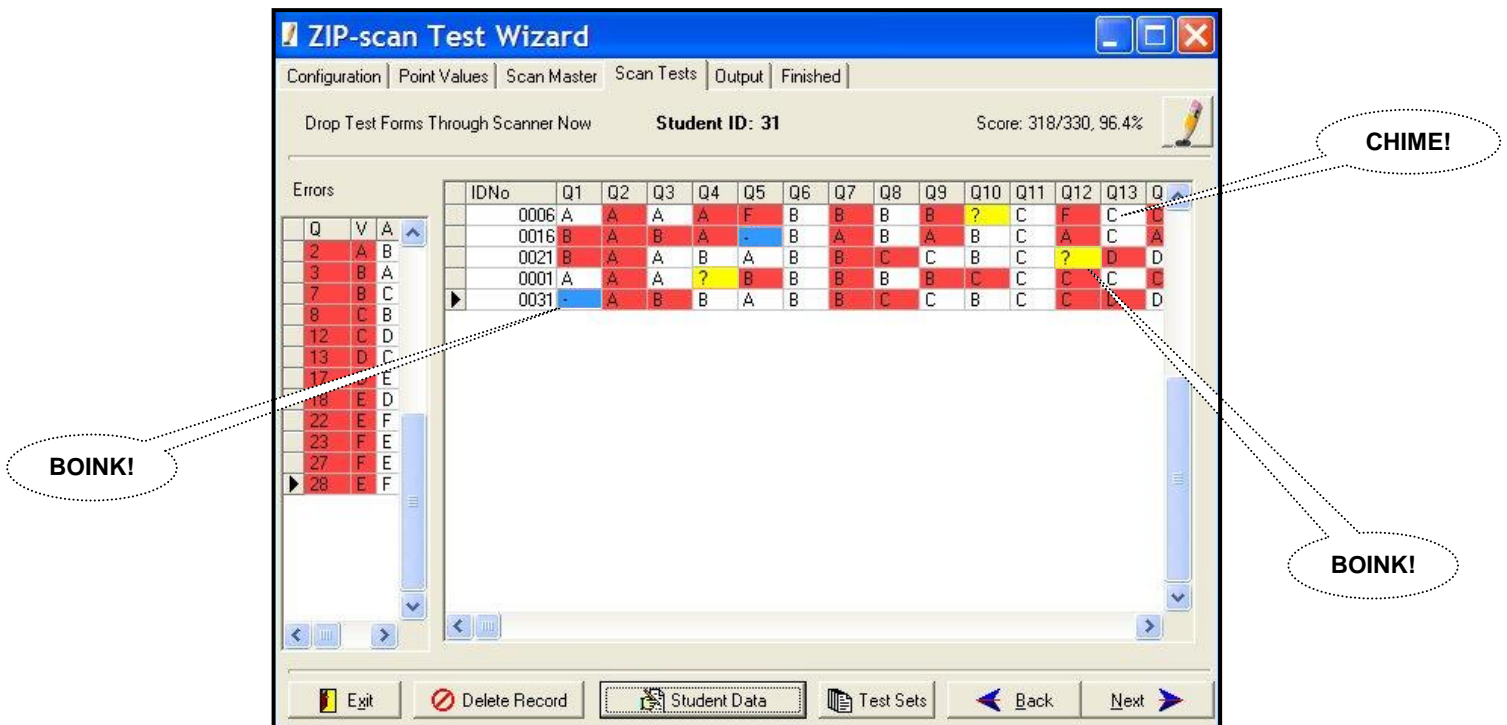 ZIP-scan Test Wizard
Configuration Point Values Scan Master Scan Tests Output Finished
Drop Test Forms Through Scanner Now Student ID: 31 Score: 318/330, 96.4%
CHIME!
Errors
IDNo Q1 Q2 Q3 Q4 Q5 Q6 Q7 Q8 Q9 Q10 Q11 Q12 Q13 Q
0006 A A A A F B B B B ? C F C C
0016 B A B A - B A B A B C A C A
0021 B A A B A B B C C B C ? D D
0001 A A A ? B B B B B C C C C C
0031 - A B B A B B C C B C C D D
Q V A
2 A B
3 B A
7 B C
8 C B
12 C D
13 D C
17 D E
18 E D
22 E F
23 F E
27 F E
28 E F
BOINK!
BOINK!
Exit Delete Record Student Data Test Sets Back Next